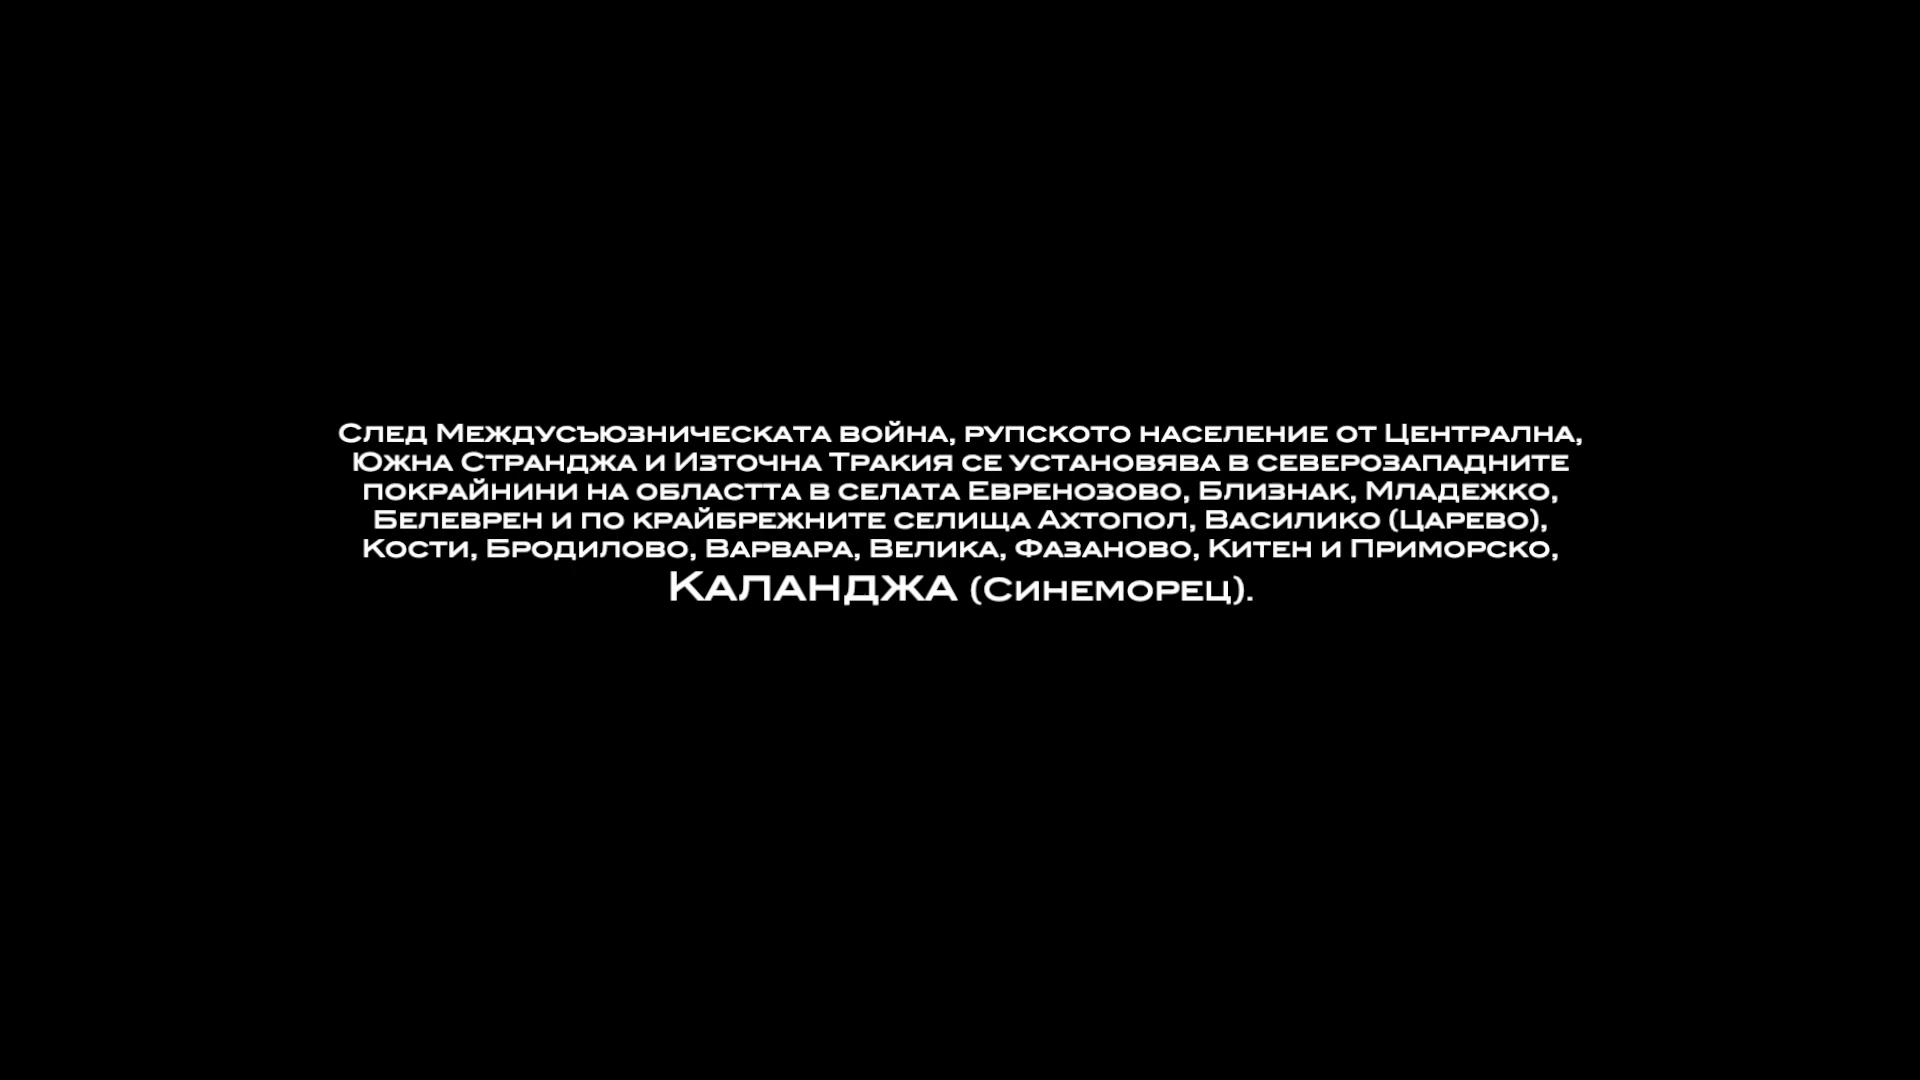 След Междусъюзническата война, рупското население от Централна,
Южна Странджа и Източна Тракия се установява в северозападните
покрайнини на областта в селата Евренозово, Близнак, Младежко,
Белеврен и по крайбрежните селища Ахтопол, Василико (Царево),
Кости, Бродилово, Варвара, Велика, Фазаново, Китен и Приморско,
Каланджа (Синеморец).